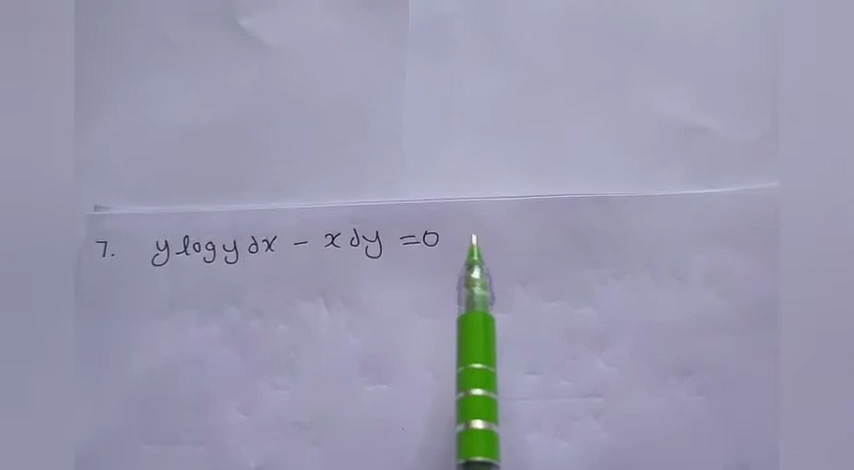 7. y log y dx - x dy = 0